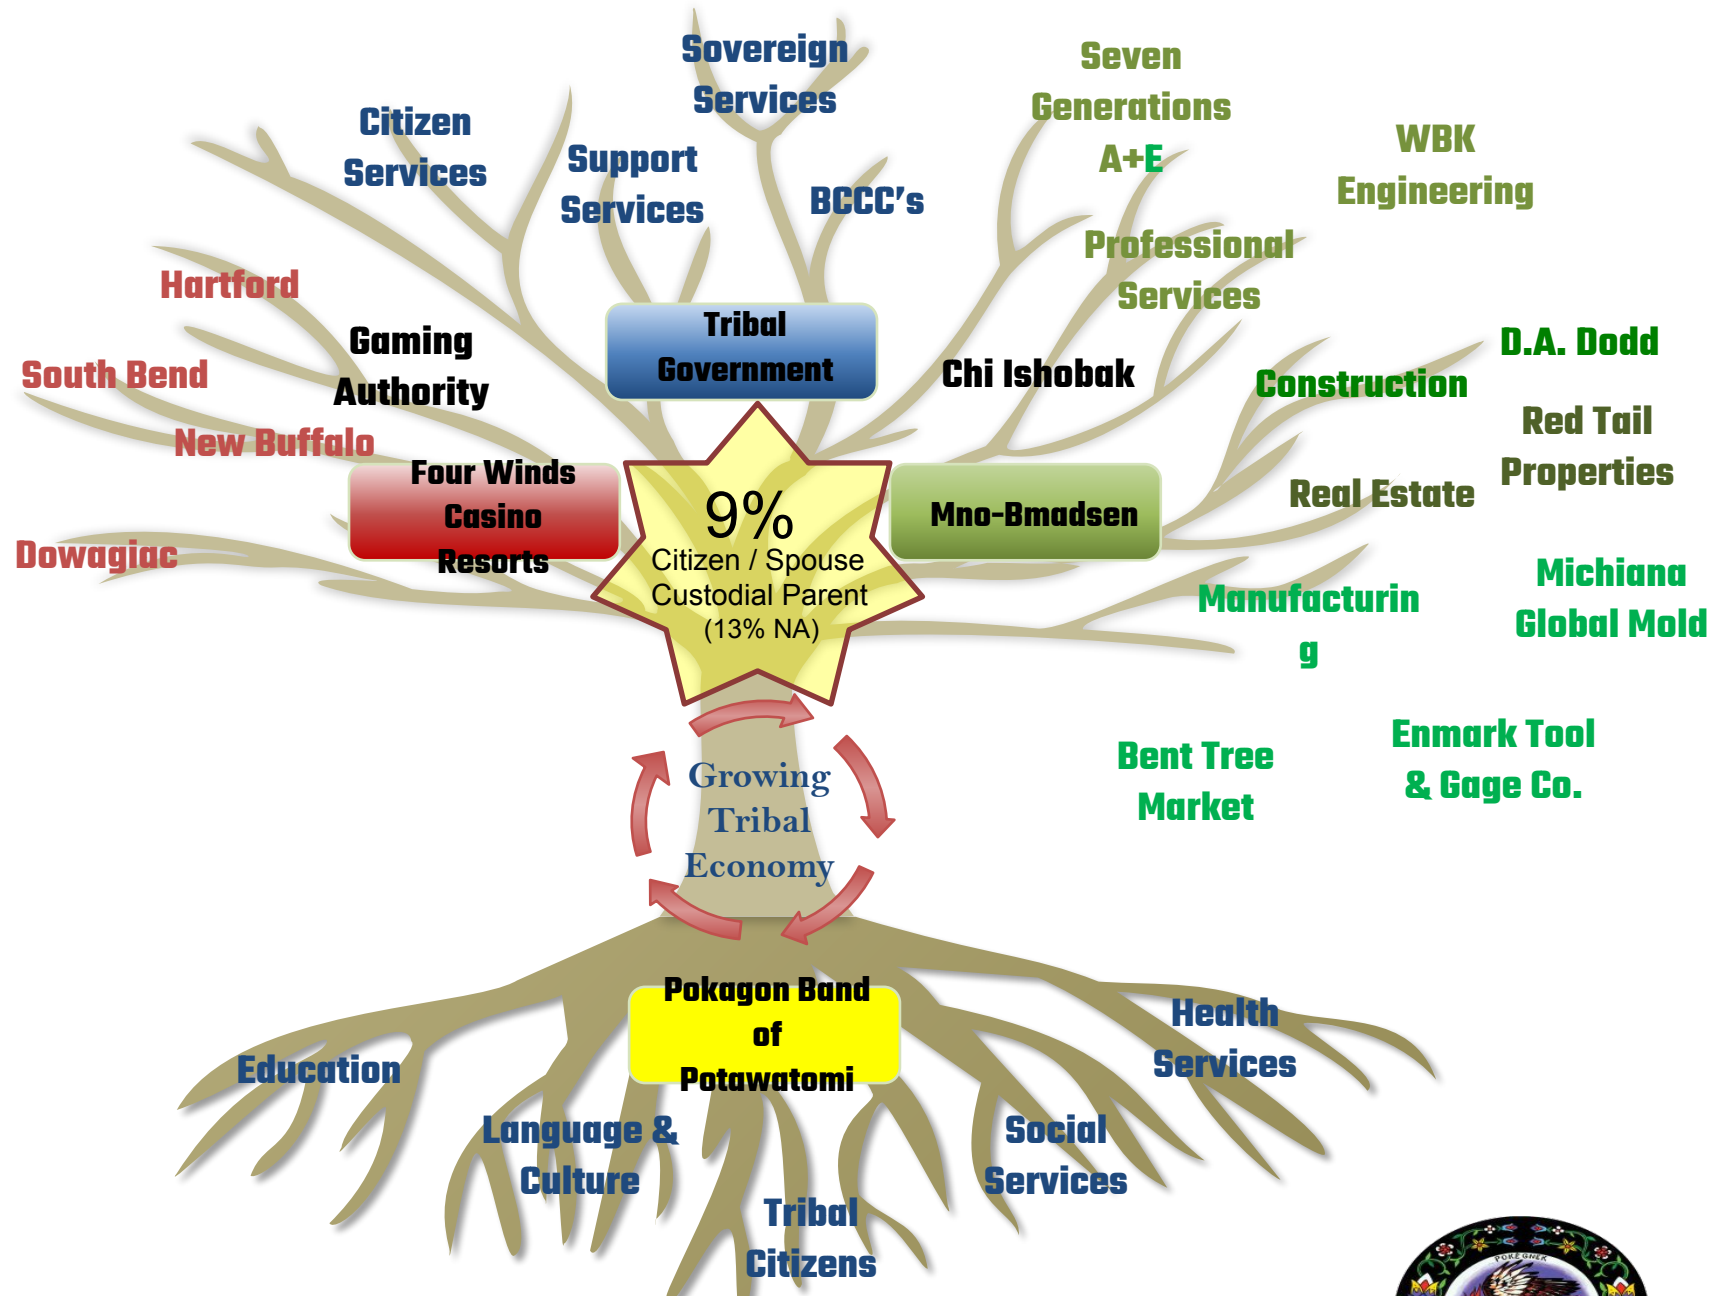 Sovereign
Services
Citizen
Services
Support
Services
BCCC's
Seven
Generations
A+E
WBK
Engineering
Professional
Services
Hartford
Gaming
Authority
South Bend
New Buffalo
Dowagiac
Four Winds
Casino
Resorts
Tribal
Government
Chi Ishobak
Mno-Bmadsen
Construction
D.A. Dodd
Red Tail
Properties
Real Estate
Manufacturin
g
Michiana
Global Mold
Bent Tree
Market
Enmark Tool
& Gage Co.
9%
Citizen / Spouse
Custodial Parent
(13% NA)
Growing
Tribal
Economy
Pokagon Band
of
Potawatomi
Education
Language &
Culture
Tribal
Citizens
Social
Services
Health
Services
POKÉGNEK